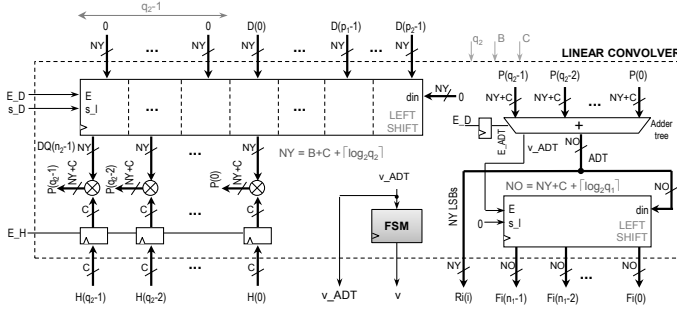 q2-1
0 ... 0 D(0) ... D(p1-1) D(p2-1)
q2 B C
LINEAR CONVOLVER
NY NY NY NY NY
P(q2-1) P(q2-2) P(0)
NY+C NY+C ... NY+C
E_D E
s_D s_l
... ... ...
din NY 0
LEFT
SHIFT
E_D + Adder
tree
E_ADT v_ADT NO
ADT
DQ(n2-1) NY NY NY
NY = B+C + ⌈log2q2⌉
P(q2-1) NY+C P(q2-2) NY+C P(0) NY+C
C C ... C
v_ADT
FSM
NY LSBs
NO = NY+C + ⌈log2q1⌉
NO
E din
0 s_l
LEFT
SHIFT
E_H
...
C C C
NY NO NO ... NO
H(q2-1) H(q2-2) H(0)
v_ADT v
Ri(i) Fi(n1-1) Fi(n1-2) Fi(0)